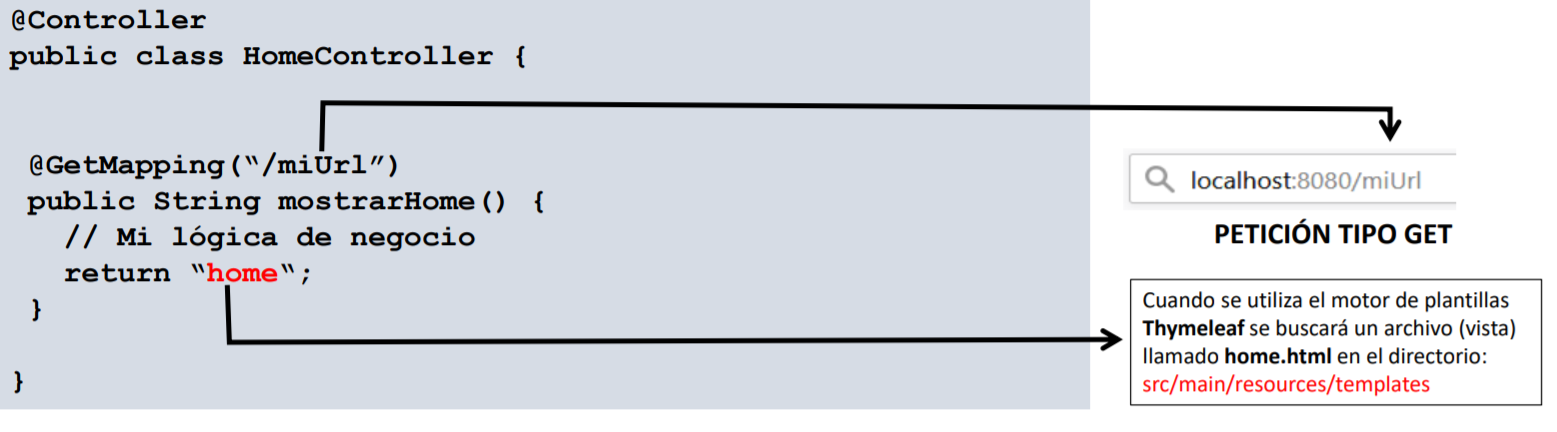 @Controller
public class HomeController {
@GetMapping(“/miUrl”)
public String mostrarHome() {
// Mi lógica de negocio
return “home“;
}
}
localhost:8080/miUrl
PETICIÓN TIPO GET
Cuando se utiliza el motor de plantillas
Thymeleaf se buscará un archivo (vista)
llamado home.html en el directorio:
src/main/resources/templates